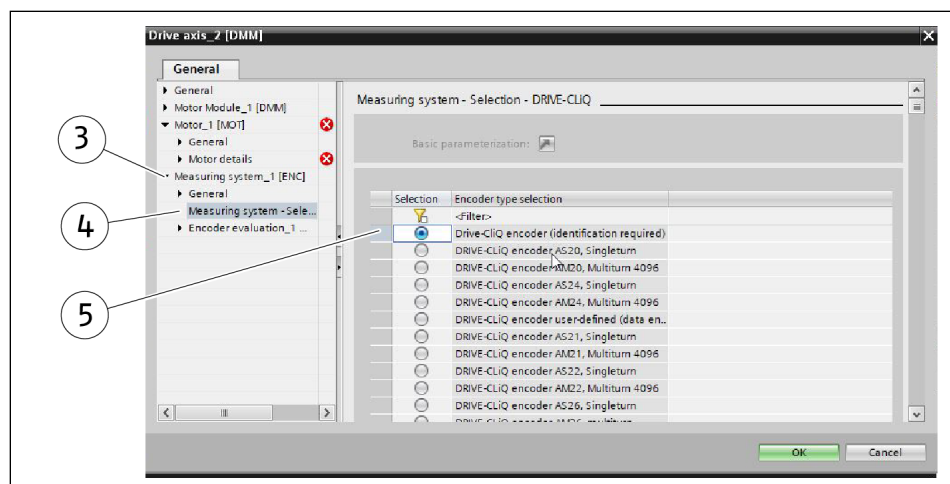 Drive axis_2 [DMM]
General
General
Motor Module_1 [DMM]
Motor_1 [MOT]
General
Motor details
Measuring system_1 [ENC]
General
Measuring system - Sele...
Encoder evaluation_1 ...
3
4
5
Measuring system - Selection - DRIVE-CLIQ
Basic parameterization:
Selection Encoder type selection
<Filter>
Drive-CliQ encoder (identification required)
DRIVE-CLiQ encoder AS20, Singleturn
DRIVE-CLiQ encoder AM20, Multiturn 4096
DRIVE-CLiQ encoder AS24, Singleturn
DRIVE-CLiQ encoder AM24, Multiturn 4096
DRIVE-CLiQ encoder user-defined (data en..
DRIVE-CLiQ encoder AS21, Singleturn
DRIVE-CLiQ encoder AM21, Multiturn 4096
DRIVE-CLiQ encoder AS22, Singleturn
DRIVE-CLiQ encoder AM22, Multiturn 4096
DRIVE-CLiQ encoder AS26, Singleturn
OK Cancel